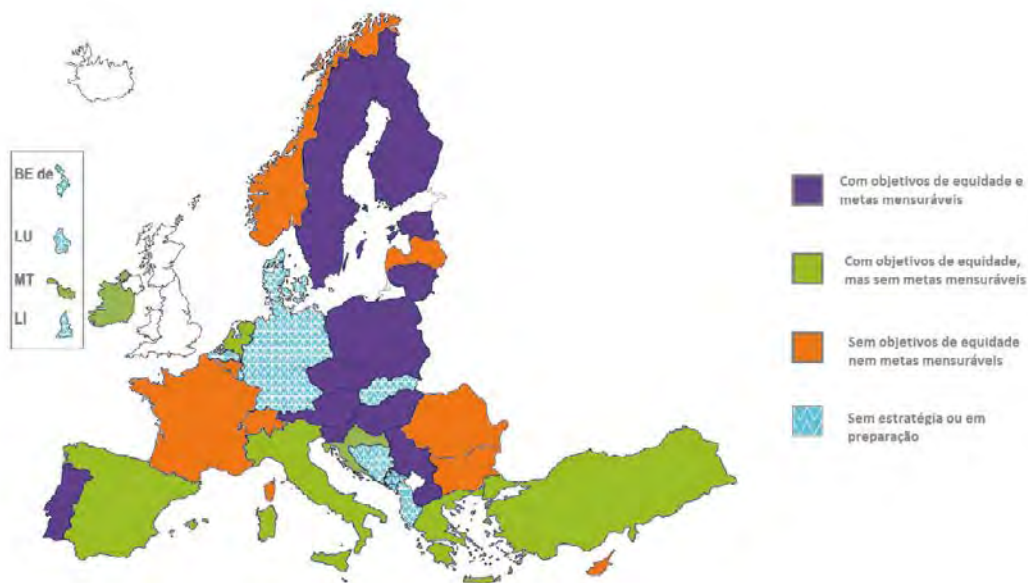 BE de
LU
MT
LI
Com objetivos de equidade e
metas mensuráveis
Com objetivos de equidade,
mas sem metas mensuráveis
Sem objetivos de equidade
nem metas mensuráveis
Sem estratégia ou em
preparação